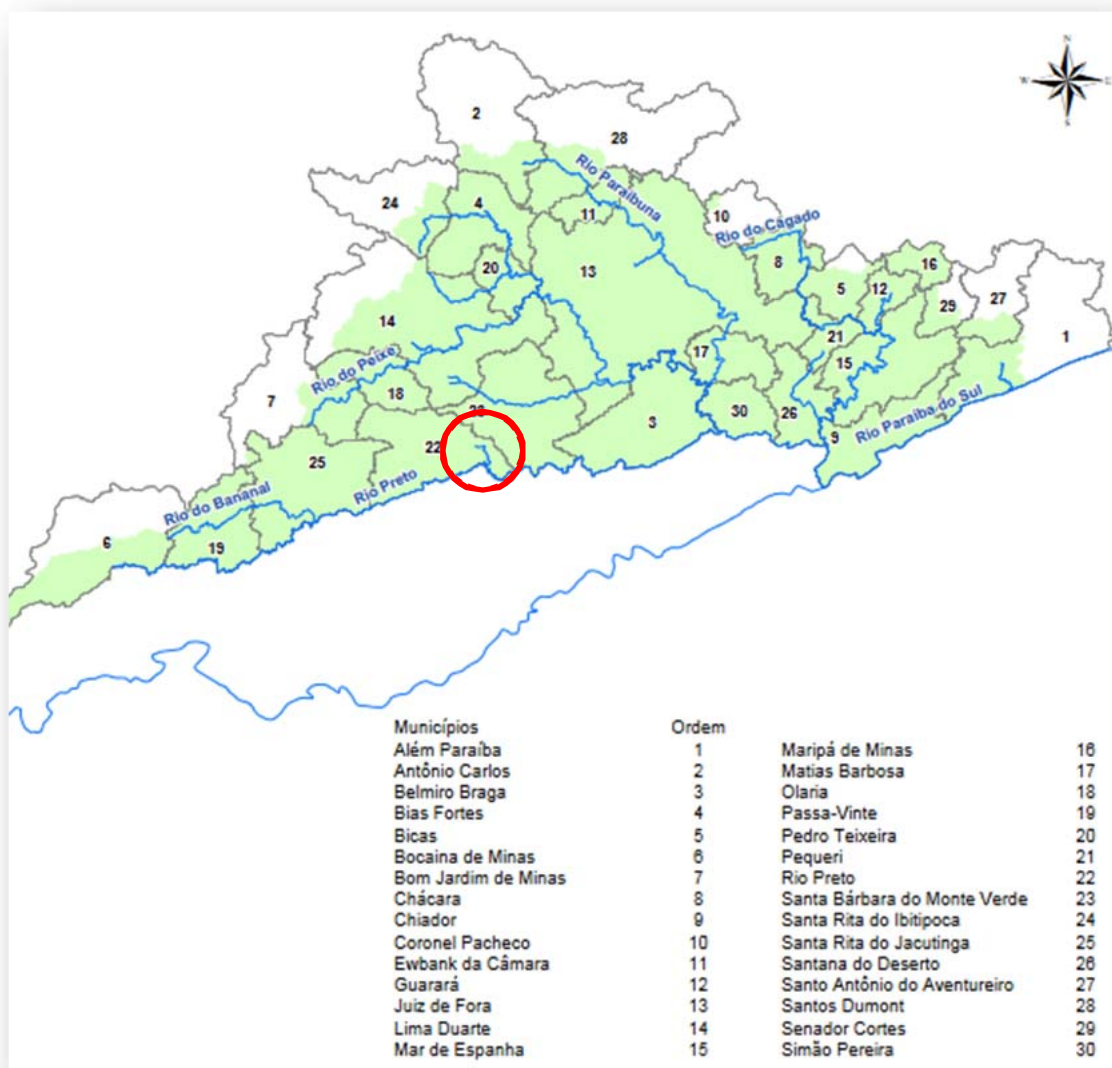 N
W
E
S
2
28
Rio Paraibuna
24
4
11
10
Rio do Cágado
20
13
8
16
5
12
27
29
14
21
1
17
15
Rio do Peixe
7
18
23
3
30
26
9
Rio Paraíba do Sul
22
25
Rio Preto
Rio do Bananal
6
19
Municípios Ordem
Além Paraíba 1 Maripá de Minas 16
Antônio Carlos 2 Matias Barbosa 17
Belmiro Braga 3 Olaria 18
Bias Fortes 4 Passa-Vinte 19
Bicas 5 Pedro Teixeira 20
Bocaina de Minas 6 Pequeri 21
Bom Jardim de Minas 7 Rio Preto 22
Chácara 8 Santa Bárbara do Monte Verde 23
Chiador 9 Santa Rita do Ibitipoca 24
Coronel Pacheco 10 Santa Rita do Jacutinga 25
Ewbank da Câmara 11 Santana do Deserto 26
Guarará 12 Santo Antônio do Aventureiro 27
Juiz de Fora 13 Santos Dumont 28
Lima Duarte 14 Senador Cortes 29
Mar de Espanha 15 Simão Pereira 30